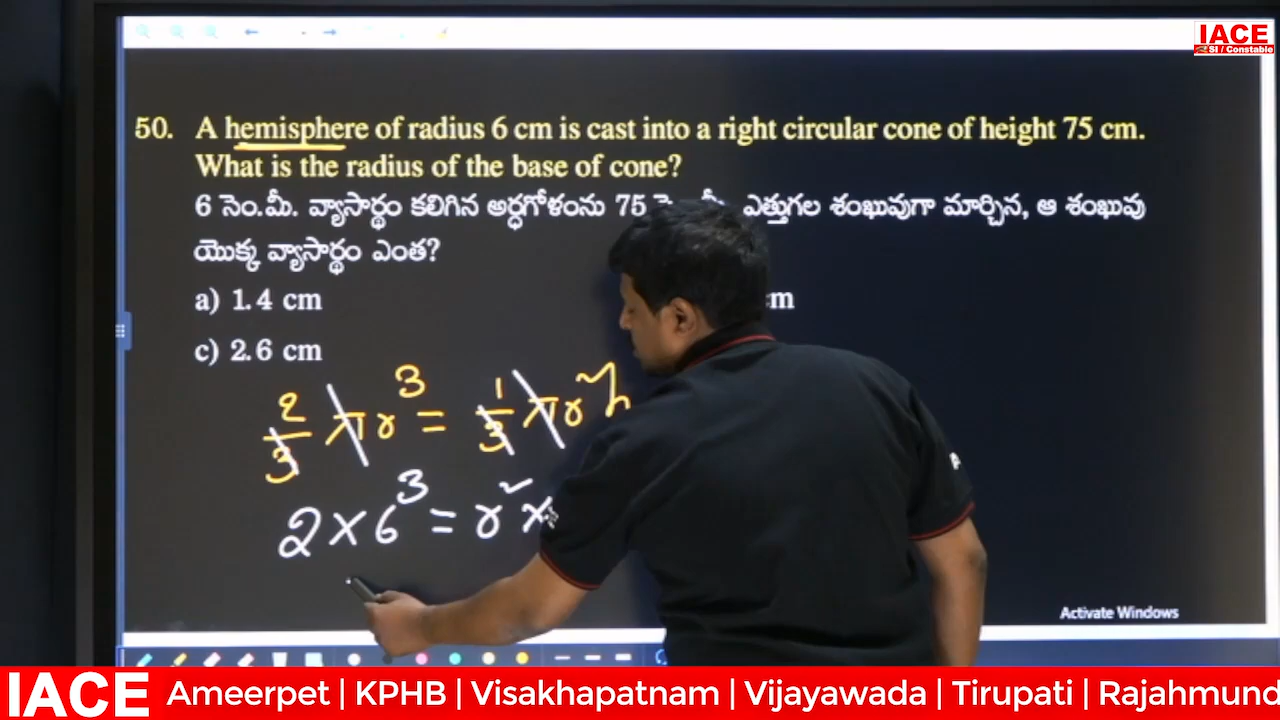 IACE
SI / Constable
50. A hemisphere of radius 6 cm is cast into a right circular cone of height 75 cm.
What is the radius of the base of cone?
6 సెం.మీ. వ్యాసార్థం కలిగిన అర్ధగోళంను 75 ఎత్తుగల శంఖువుగా మార్చిన, ఆ శంఖువు
యొక్క వ్యాసార్థం ఎంత?
a) 1.4 cm
c) 2.6 cm
2/3 π r³ = 1/3 π r² h
2 × 6³ = r² ×
Activate Windows
IACE Ameerpet | KPHB | Visakhapatnam | Vijayawada | Tirupati | Rajahmund